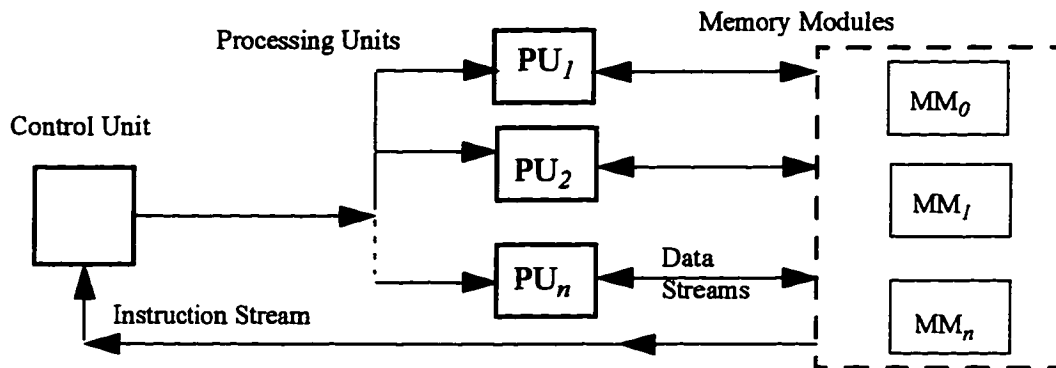 Memory Modules
Processing Units
PU1
MM0
Control Unit
PU2
MM1
PUn
Data
Streams
Instruction Stream
MMn